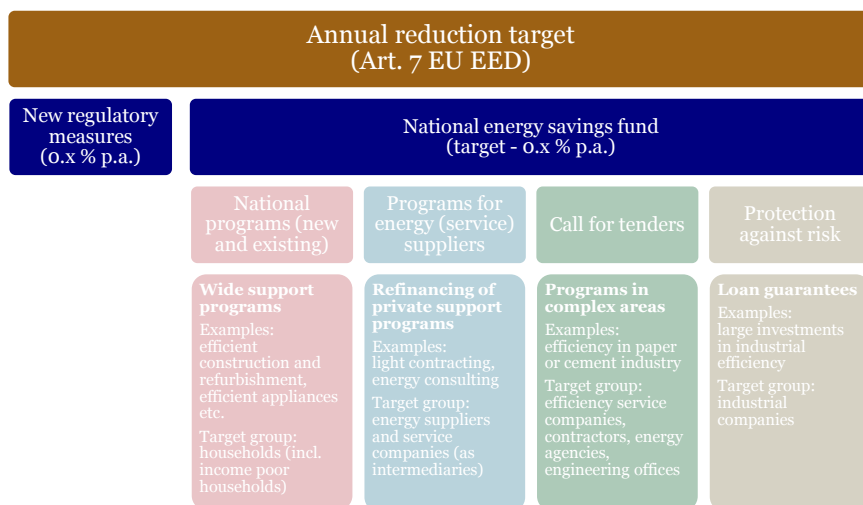 Annual reduction target
(Art. 7 EU EED)
New regulatory
measures
(0.x % p.a.)
National energy savings fund
(target - 0.x % p.a.)
National
programs (new
and existing)
Programs for
energy (service)
suppliers
Call for tenders
Protection
against risk
Wide support
programs
Examples:
efficient
construction and
refurbishment,
efficient appliances
etc.
Target group:
households (incl.
income poor
households)
Refinancing of
private support
programs
Examples:
light contracting,
energy consulting
Target group:
energy suppliers
and service
companies (as
intermediaries)
Programs in
complex areas
Examples:
efficiency in paper
or cement industry
Target group:
efficiency service
companies,
contractors, energy
agencies,
engineering offices
Loan guarantees
Examples:
large investments
in industrial
efficiency
Target group:
industrial
companies